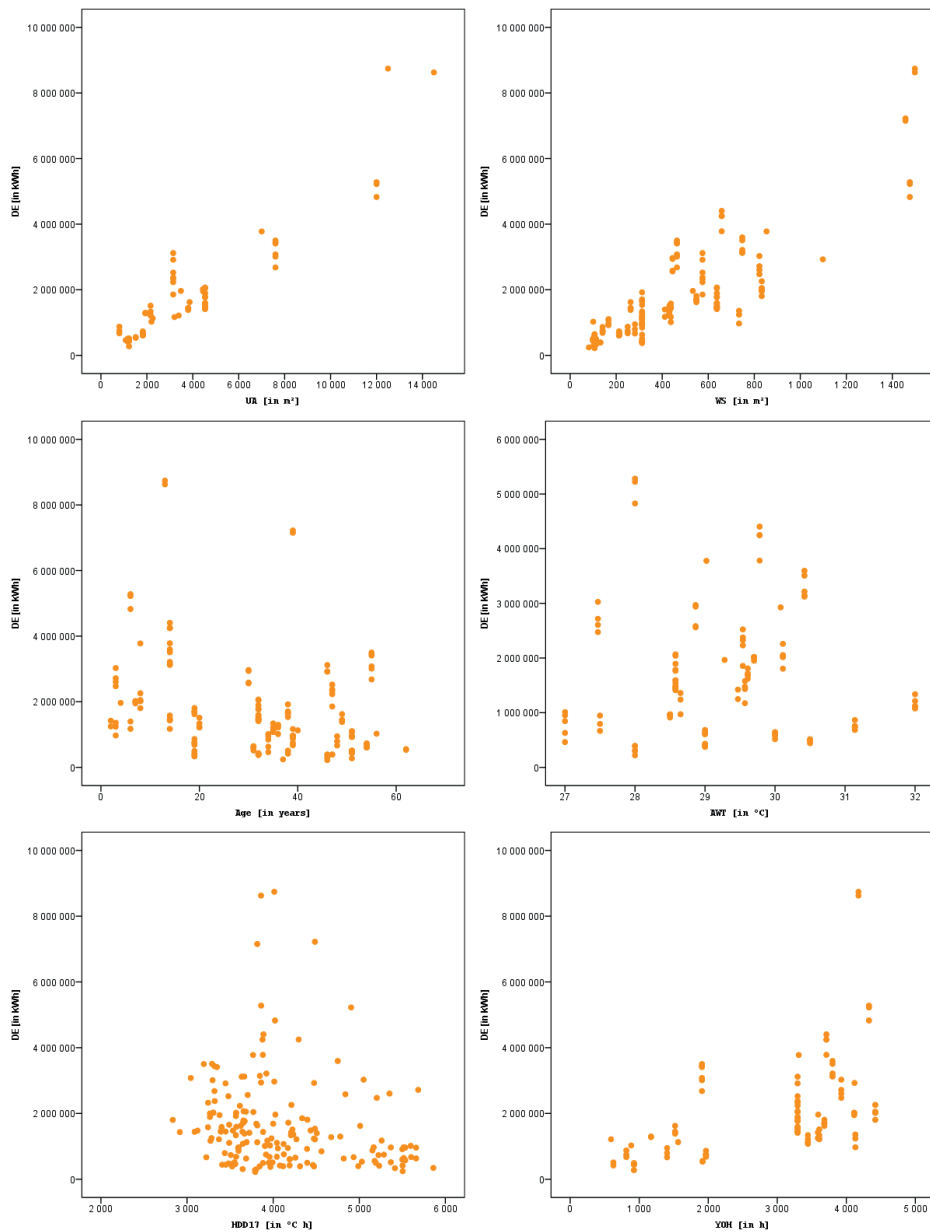 10 000 000
8 000 000
6 000 000
4 000 000
2 000 000
0
DE [in kWh]
0 2 000 4 000 6 000 8 000 10 000 12 000 14 000
UA [in m²]
10 000 000
8 000 000
6 000 000
4 000 000
2 000 000
0
DE [in kWh]
0 200 400 600 800 1 000 1 200 1 400
WS [in m²]
10 000 000
8 000 000
6 000 000
4 000 000
2 000 000
0
DE [in kWh]
0 20 40 60
Age [in years]
6 000 000
5 000 000
4 000 000
3 000 000
2 000 000
1 000 000
0
DE [in kWh]
27 28 29 30 31 32
AWT [in °C]
10 000 000
8 000 000
6 000 000
4 000 000
2 000 000
0
DE [in kWh]
2 000 3 000 4 000 5 000 6 000
HDD17 [in °C h]
10 000 000
8 000 000
6 000 000
4 000 000
2 000 000
0
DE [in kWh]
0 1 000 2 000 3 000 4 000 5 000
YOH [in h]